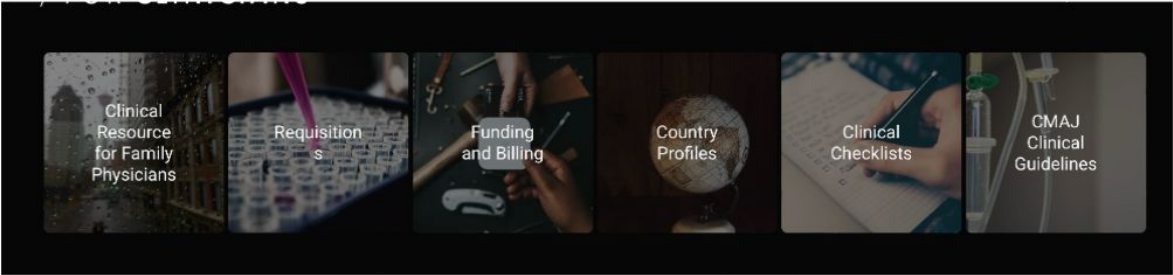 Clinical
Resource
for Family
Physicians
Requisition
s
Funding
and Billing
Country
Profiles
Clinical
Checklists
CMAJ
Clinical
Guidelines